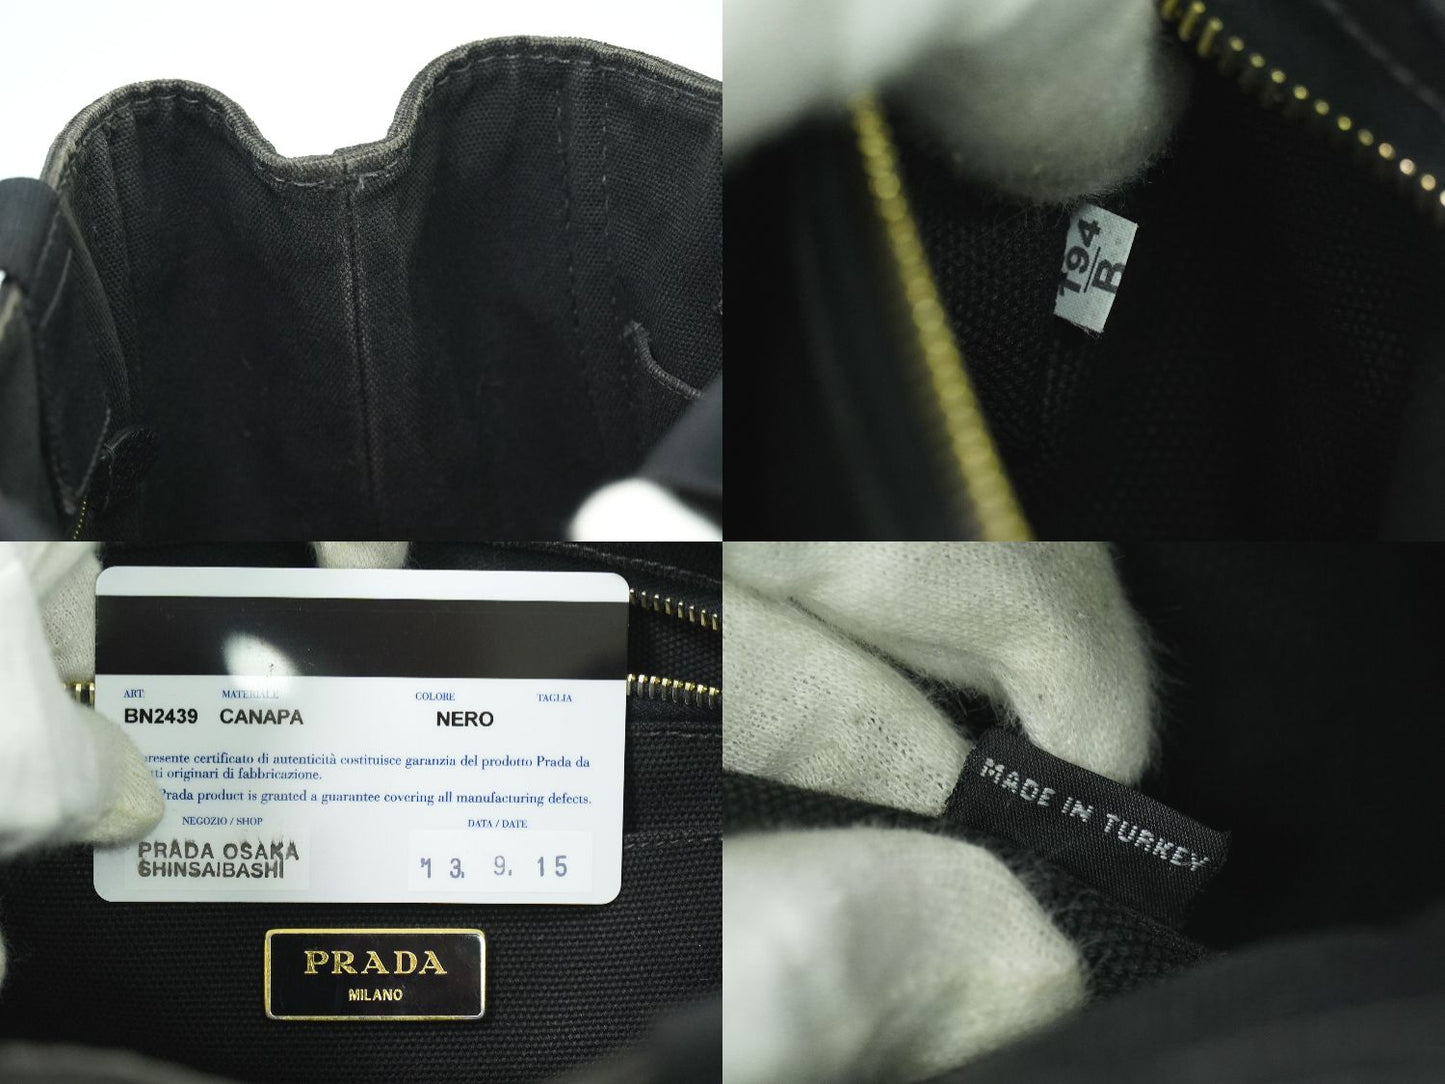 194
B
ART. MATERIALE COLORE TAGLIA
BN2439 CANAPA NERO
presente certificato di autenticità costituisce garanzia del prodotto Prada da
tti originari di fabbricazione.
Prada product is granted a guarantee covering all manufacturing defects.
NEGOZIO / SHOP DATA / DATE
PRADA OSAKA
SHINSAIBASHI
'13. 9. 15
PRADA
MILANO
MADE IN TURKEY